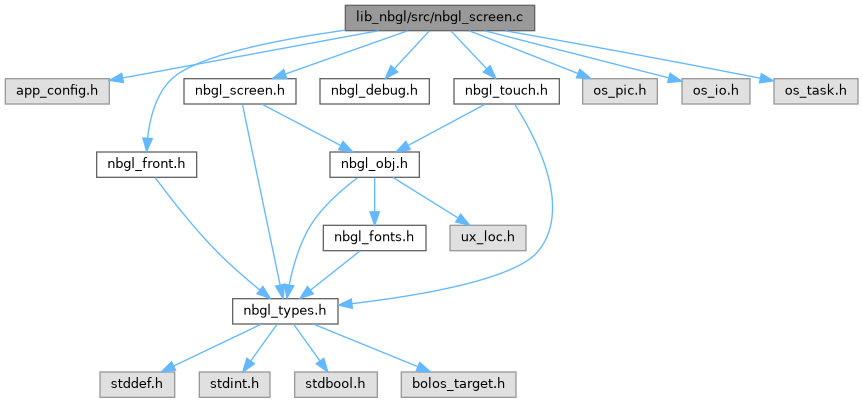 lib_nbgl/src/nbgl_screen.c
app_config.h
nbgl_screen.h
nbgl_debug.h
nbgl_touch.h
os_pic.h
os_io.h
os_task.h
nbgl_front.h
nbgl_obj.h
nbgl_fonts.h
ux_loc.h
nbgl_types.h
stddef.h
stdint.h
stdbool.h
bolos_target.h